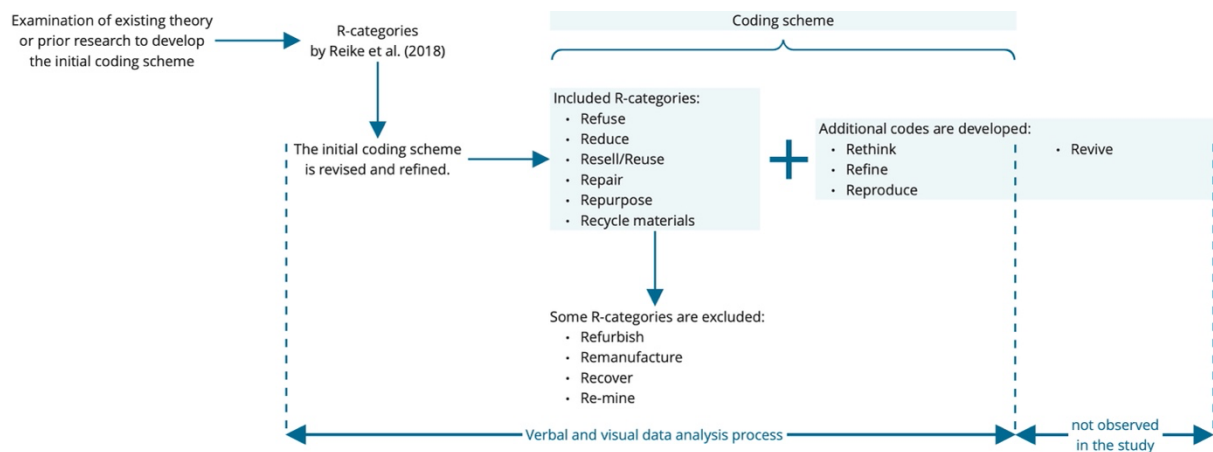 Examination of existing theory
or prior research to develop
the initial coding scheme
R-categories
by Reike et al. (2018)
The initial coding scheme
is revised and refined.
Coding scheme
Included R-categories:
• Refuse
• Reduce
• Resell/Reuse
• Repair
• Repurpose
• Recycle materials
+
Additional codes are developed:
• Rethink
• Refine
• Reproduce
• Revive
Some R-categories are excluded:
• Refurbish
• Remanufacture
• Recover
• Re-mine
Verbal and visual data analysis process
not observed
in the study